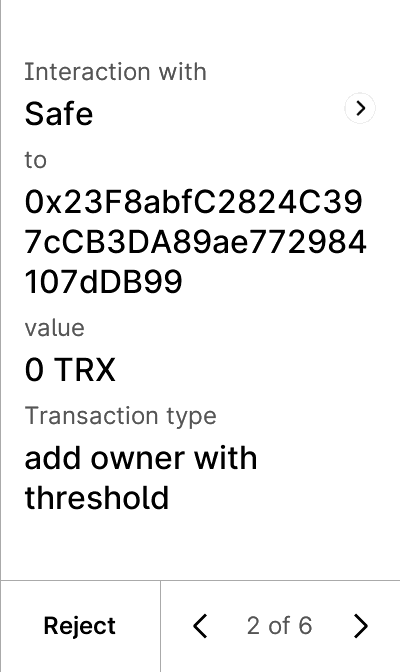 Interaction with
Safe
to
0x23F8abfC2824C39
7cCB3DA89ae772984
107dDB99
value
0 TRX
Transaction type
add owner with
threshold
Reject
2 of 6